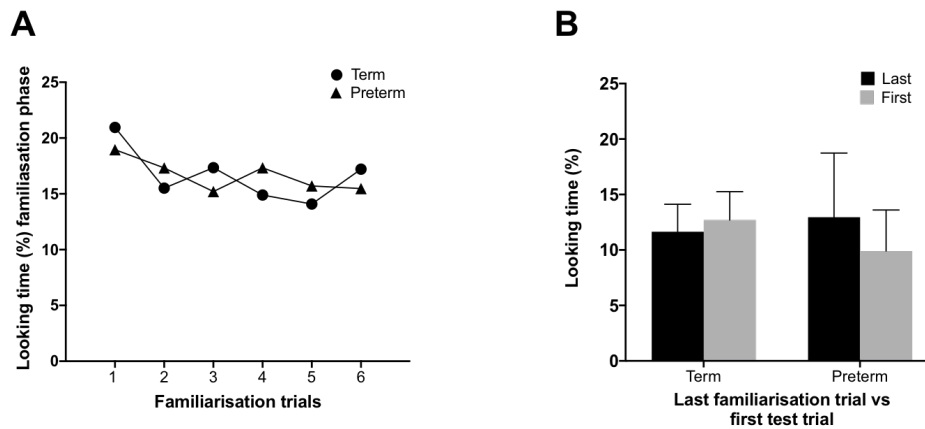 A
Looking time (%) familiasation phase
25
20
15
10
5
0
Term
Preterm
1 2 3 4 5 6
Familiarisation trials
B
Looking time (%)
25
20
15
10
5
0
Last
First
Term Preterm
Last familiarisation trial vs
first test trial